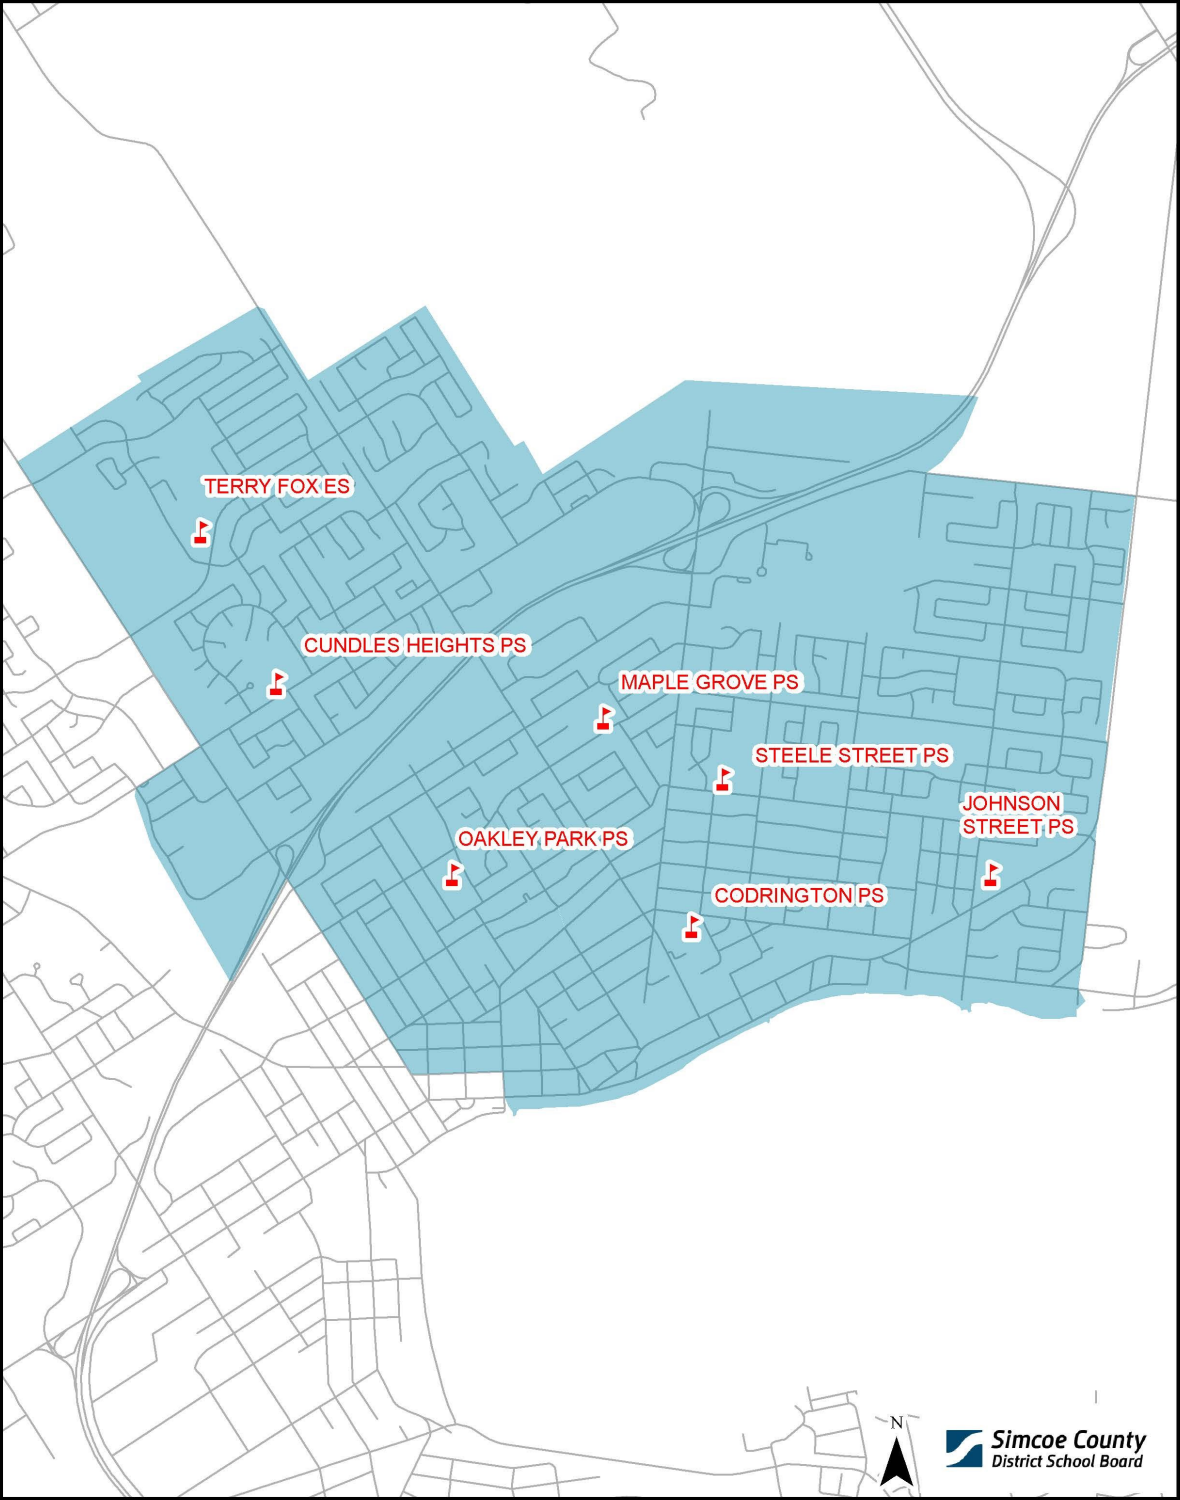 TERRY FOX ES
CUNDLES HEIGHTS PS
MAPLE GROVE PS
STEELE STREET PS
JOHNSON
STREET PS
OAKLEY PARK PS
CODRINGTON PS
N
Simcoe County
District School Board